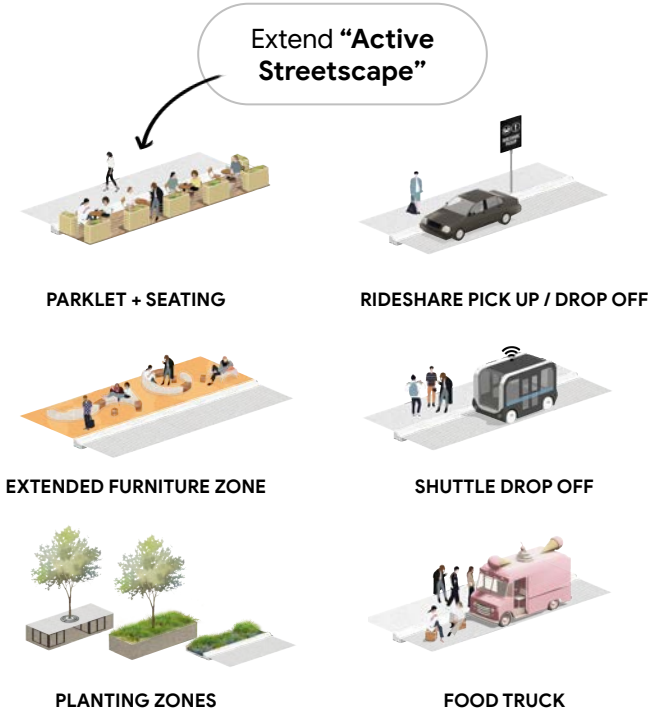 Extend “Active
Streetscape”
PARKLET + SEATING
RIDESHARE PICK UP / DROP OFF
EXTENDED FURNITURE ZONE
SHUTTLE DROP OFF
PLANTING ZONES
FOOD TRUCK